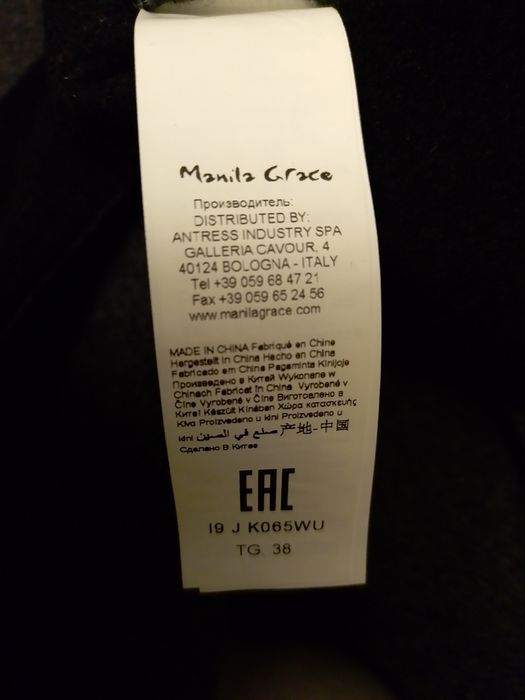 Manila Grace
Производитель:
DISTRIBUTED BY:
ANTRESS INDUSTRY SPA
GALLERIA CAVOUR, 4
40124 BOLOGNA - ITALY
Tel +39 059 68 47 21
Fax +39 059 65 24 56
www.manilagrace.com
MADE IN CHINA Fabriqué en Chine
Hergestellt in China Hecho en China
Fabricado em China Pagaminta Kinijoje
Произведено в Китай Wykonane w
Chinach Fabricat în China Vyrobené v
Číne Vyrobené v Číne Виготовлено в
Китаї Készült Kínában Χώρα κατασκευής
Κίνα Proizvedeno u kini Proizvedeno u
kini صنع في الصين 产地-中国
Сделано В Китае
EAC
I9 J K065WU
TG. 38